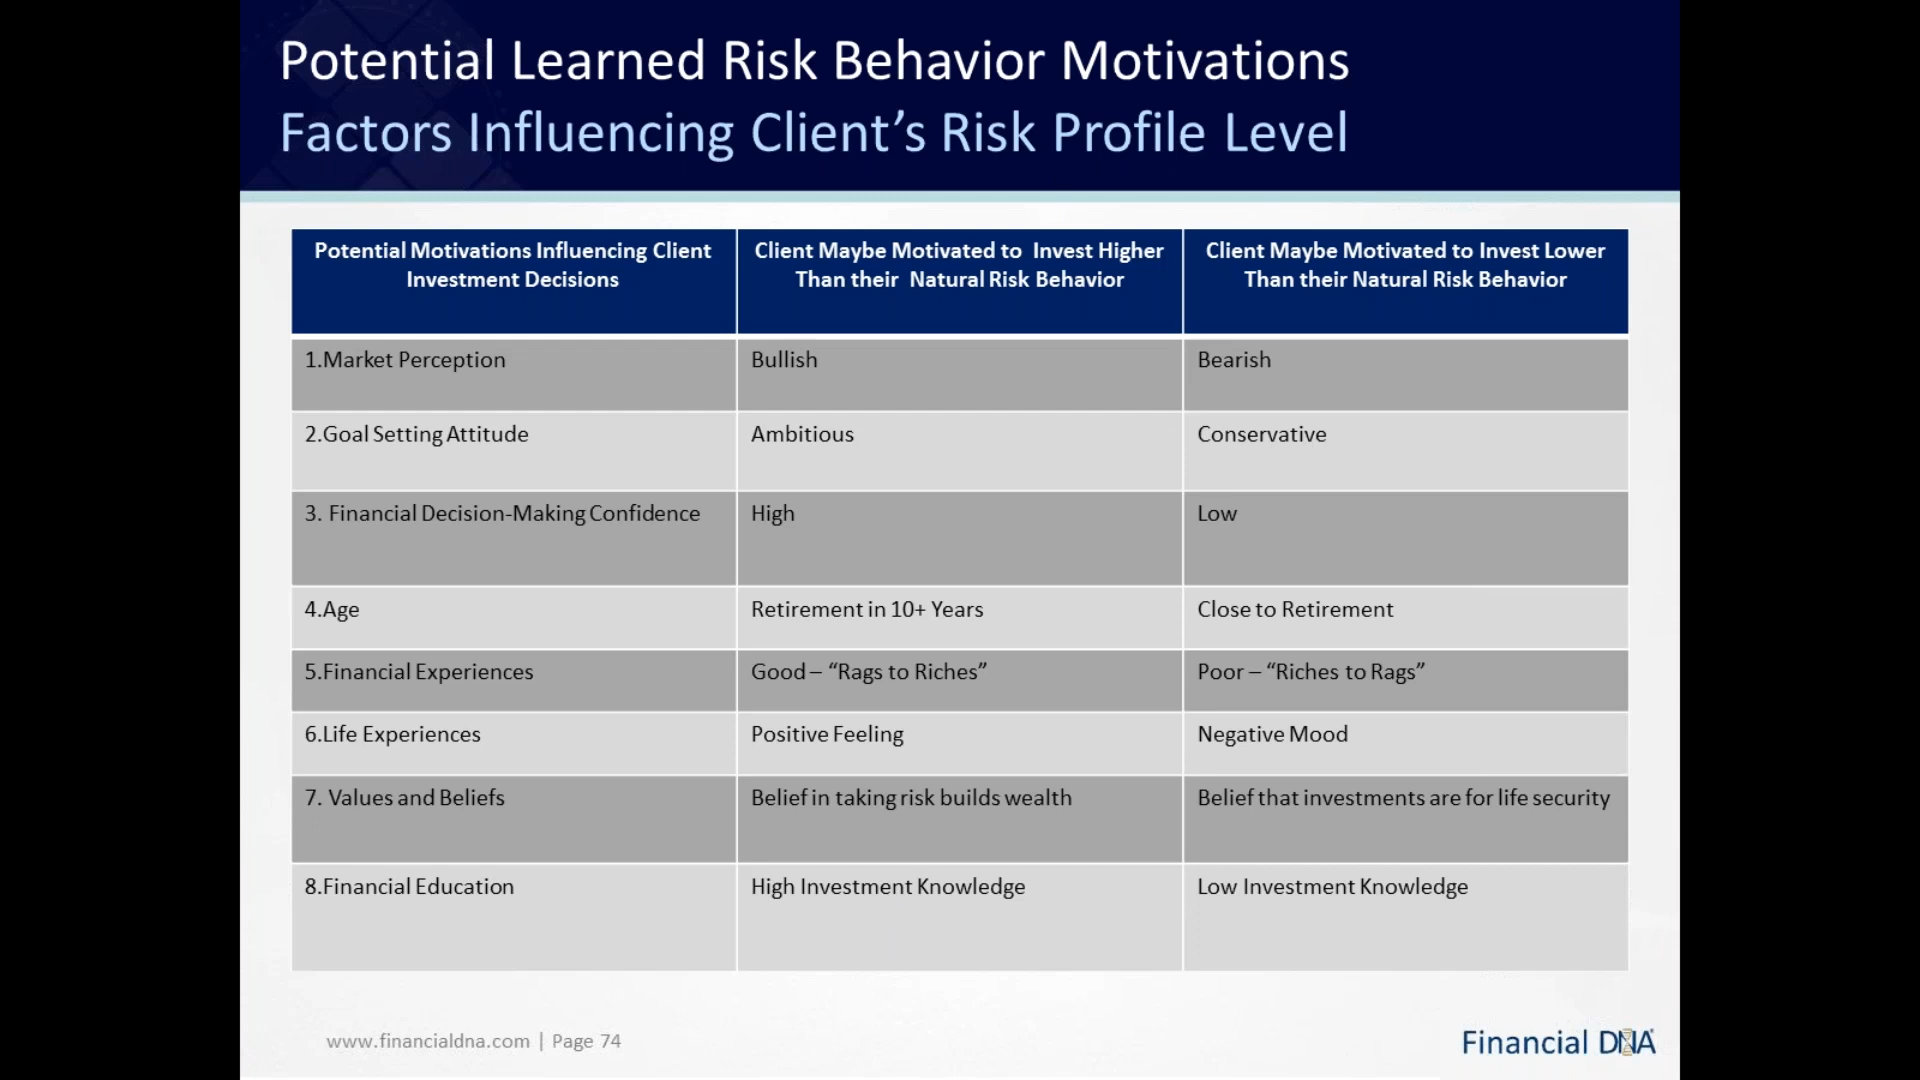 Potential Learned Risk Behavior Motivations
Factors Influencing Client’s Risk Profile Level
Potential Motivations Influencing Client
Investment Decisions
Client Maybe Motivated to Invest Higher
Than their Natural Risk Behavior
Client Maybe Motivated to Invest Lower
Than their Natural Risk Behavior
1.Market Perception
Bullish
Bearish
2.Goal Setting Attitude
Ambitious
Conservative
3. Financial Decision-Making Confidence
High
Low
4.Age
Retirement in 10+ Years
Close to Retirement
5.Financial Experiences
Good – “Rags to Riches”
Poor – “Riches to Rags”
6.Life Experiences
Positive Feeling
Negative Mood
7. Values and Beliefs
Belief in taking risk builds wealth
Belief that investments are for life security
8.Financial Education
High Investment Knowledge
Low Investment Knowledge
www.financialdna.com | Page 74
Financial DNA